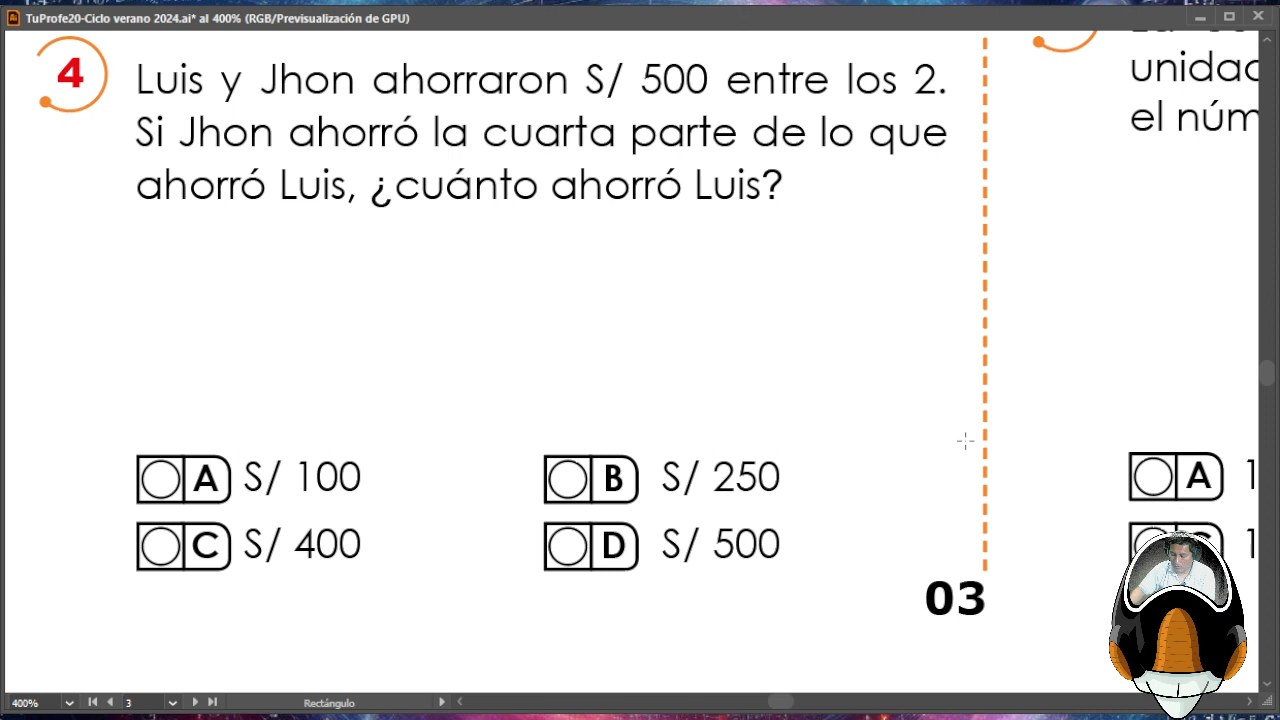 TuProfe20-Ciclo verano 2024.ai* al 400% (RGB/Previsualización de GPU)
4
Luis y Jhon ahorraron S/ 500 entre los 2.
Si Jhon ahorró la cuarta parte de lo que
ahorró Luis, ¿cuánto ahorró Luis?
A S/ 100
B S/ 250
C S/ 400
D S/ 500
03
el núm
A 1
1
400%
3
Rectángulo